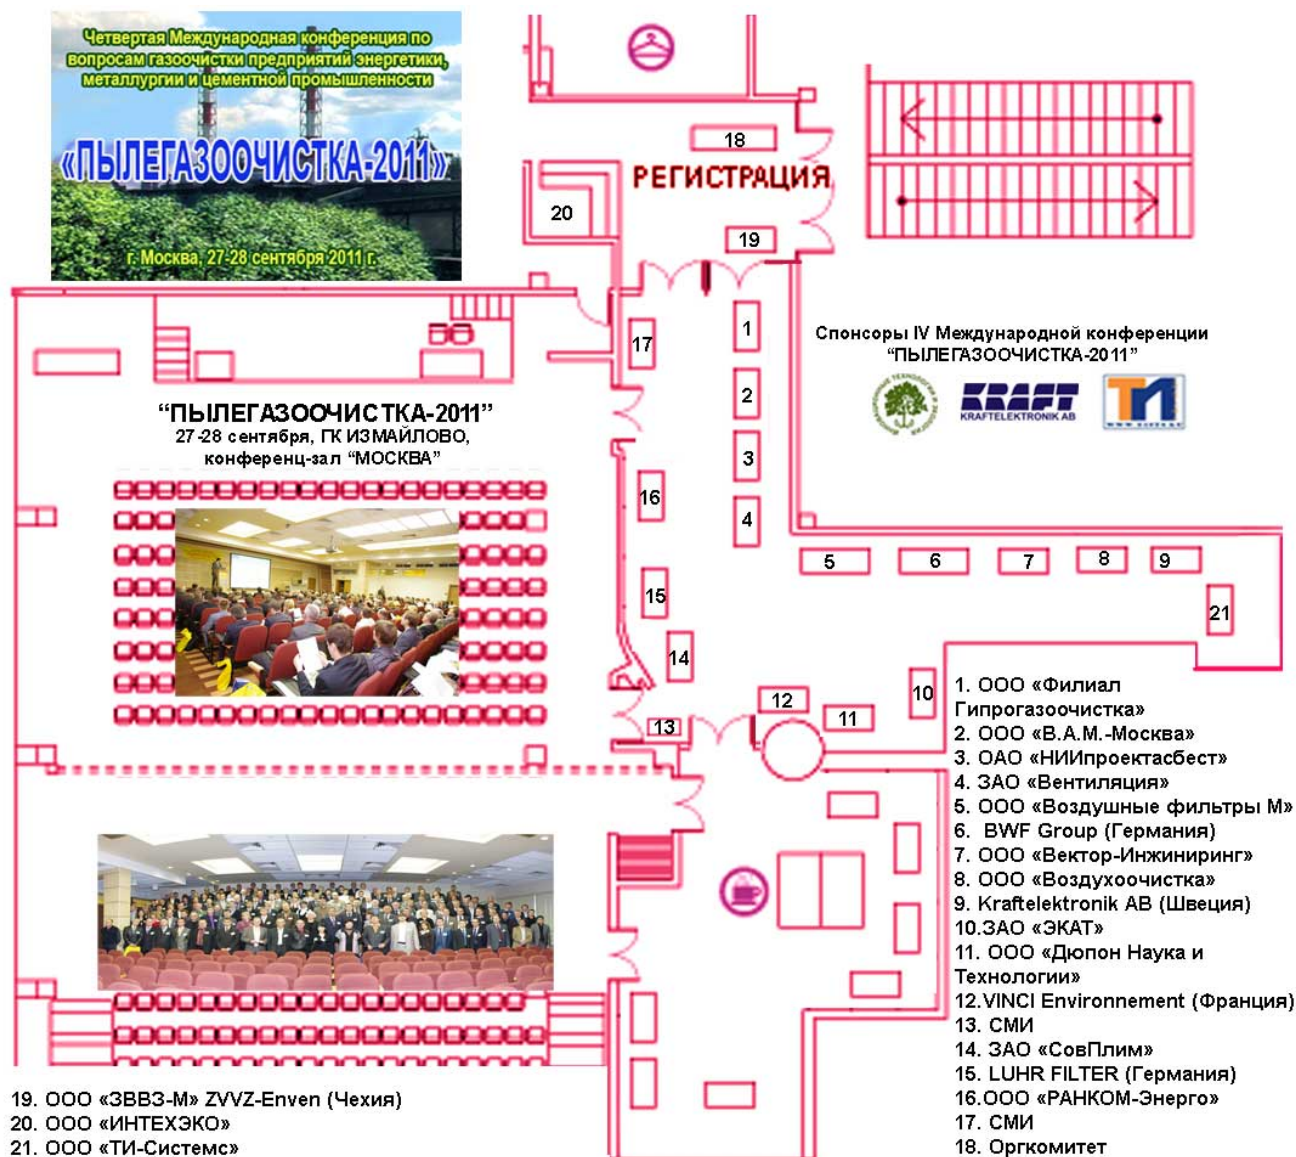 Четвертая Международная конференция по
вопросам газоочистки предприятий энергетики,
металлургии и цементной промышленности
«ПЫЛЕГАЗООЧИСТКА-2011»
г. Москва, 27-28 сентября 2011 г.
18
РЕГИСТРАЦИЯ
20
19
17
1
2
3
4
16
15
14
13
12
11
10
5
6
7
8
9
21
Спонсоры IV Международной конференции
“ПЫЛЕГАЗООЧИСТКА-2011”
KRAFT
KRAFTELEKTRONIK AB
ТИ
“ПЫЛЕГАЗООЧИСТКА-2011”
27-28 сентября, ГК ИЗМАЙЛОВО,
конференц-зал “МОСКВА”
1. ООО «Филиал
Гипрогазоочистка»
2. ООО «В.А.М.-Москва»
3. ОАО «НИИпроектасбест»
4. ЗАО «Вентиляция»
5. ООО «Воздушные фильтры М»
6. BWF Group (Германия)
7. ООО «Вектор-Инжиниринг»
8. ООО «Воздухоочистка»
9. Kraftelektronik AB (Швеция)
10.ЗАО «ЭКАТ»
11. ООО «Дюпон Наука и
Технологии»
12.VINCI Environnement (Франция)
13. СМИ
14. ЗАО «СовПлим»
15. LUHR FILTER (Германия)
16.ООО «РАНКОМ-Энерго»
17. СМИ
18. Оргкомитет
19. ООО «ЗВВЗ-М» ZVVZ-Enven (Чехия)
20. ООО «ИНТЕХЭКО»
21. ООО «ТИ-Системс»